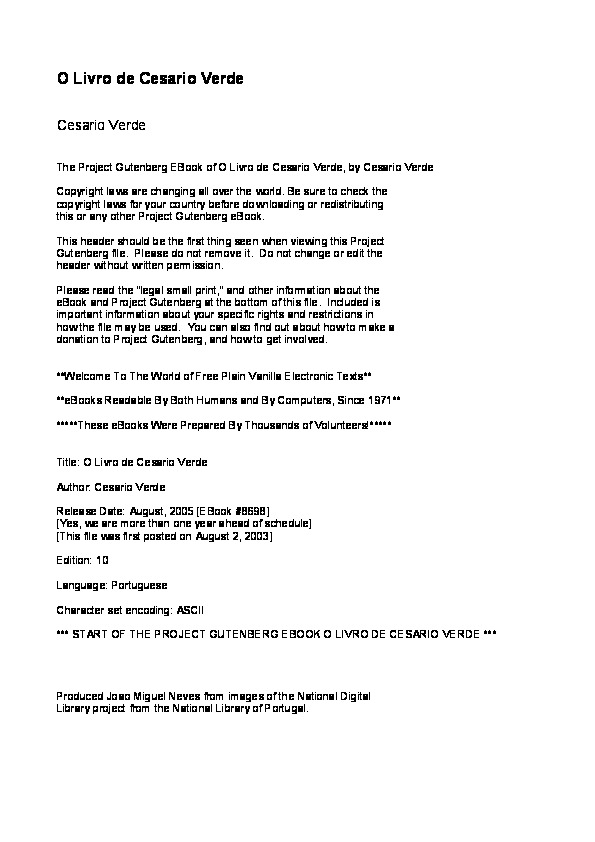 O Livro de Cesario Verde
Cesario Verde
The Project Gutenberg EBook of O Livro de Cesario Verde, by Cesario Verde
Copyright laws are changing all over the world. Be sure to check the
copyright laws for your country before downloading or redistributing
this or any other Project Gutenberg eBook.
This header should be the first thing seen when viewing this Project
Gutenberg file.  Please do not remove it.  Do not change or edit the
header without written permission.
Please read the "legal small print," and other information about the
eBook and Project Gutenberg at the bottom of this file.  Included is
important information about your specific rights and restrictions in
how the file may be used.  You can also find out about how to make a
donation to Project Gutenberg, and how to get involved.
**Welcome To The World of Free Plain Vanilla Electronic Texts**
**eBooks Readable By Both Humans and By Computers, Since 1971**
*****These eBooks Were Prepared By Thousands of Volunteers!*****
Title: O Livro de Cesario Verde
Author: Cesario Verde
Release Date: August, 2005 [EBook #8698]
[Yes, we are more than one year ahead of schedule]
[This file was first posted on August 2, 2003]
Edition: 10
Language: Portuguese
Character set encoding: ASCII
*** START OF THE PROJECT GUTENBERG EBOOK O LIVRO DE CESARIO VERDE ***
Produced Joao Miguel Neves from images of the National Digital
Library project from the National Library of Portugal.